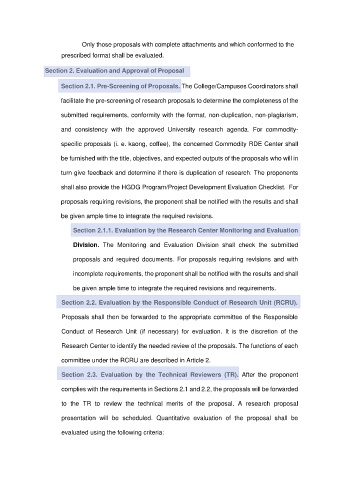 Only those proposals with complete attachments and which conformed to the
prescribed format shall be evaluated.
Section 2. Evaluation and Approval of Proposal
Section 2.1. Pre-Screening of Proposals. The College/Campuses Coordinators shall
facilitate the pre-screening of research proposals to determine the completeness of the
submitted requirements, conformity with the format, non-duplication, non-plagiarism,
and consistency with the approved University research agenda. For commodity-
specific proposals (i. e. kaong, coffee), the concerned Commodity RDE Center shall
be furnished with the title, objectives, and expected outputs of the proposals who will in
turn give feedback and determine if there is duplication of research. The proponents
shall also provide the HGDG Program/Project Development Evaluation Checklist. For
proposals requiring revisions, the proponent shall be notified with the results and shall
be given ample time to integrate the required revisions.
Section 2.1.1. Evaluation by the Research Center Monitoring and Evaluation
Division. The Monitoring and Evaluation Division shall check the submitted
proposals and required documents. For proposals requiring revisions and with
incomplete requirements, the proponent shall be notified with the results and shall
be given ample time to integrate the required revisions and requirements.
Section 2.2. Evaluation by the Responsible Conduct of Research Unit (RCRU).
Proposals shall then be forwarded to the appropriate committee of the Responsible
Conduct of Research Unit (if necessary) for evaluation. It is the discretion of the
Research Center to identify the needed review of the proposals. The functions of each
committee under the RCRU are described in Article 2.
Section 2.3. Evaluation by the Technical Reviewers (TR). After the proponent
complies with the requirements in Sections 2.1 and 2.2, the proposals will be forwarded
to the TR to review the technical merits of the proposal. A research proposal
presentation will be scheduled. Quantitative evaluation of the proposal shall be
evaluated using the following criteria: